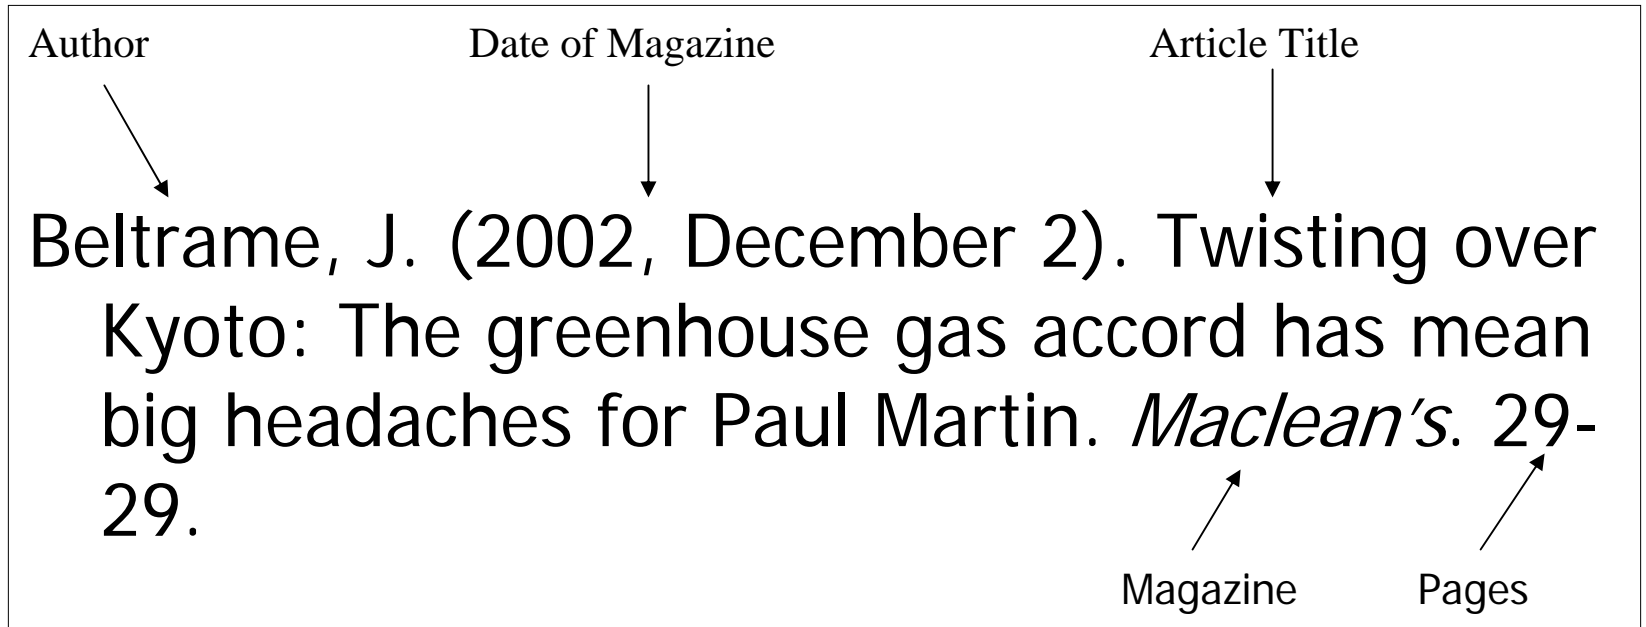 Author Date of Magazine Article Title
Beltrame, J. (2002, December 2). Twisting over
Kyoto: The greenhouse gas accord has mean
big headaches for Paul Martin. Maclean's. 29-
29.
Magazine Pages